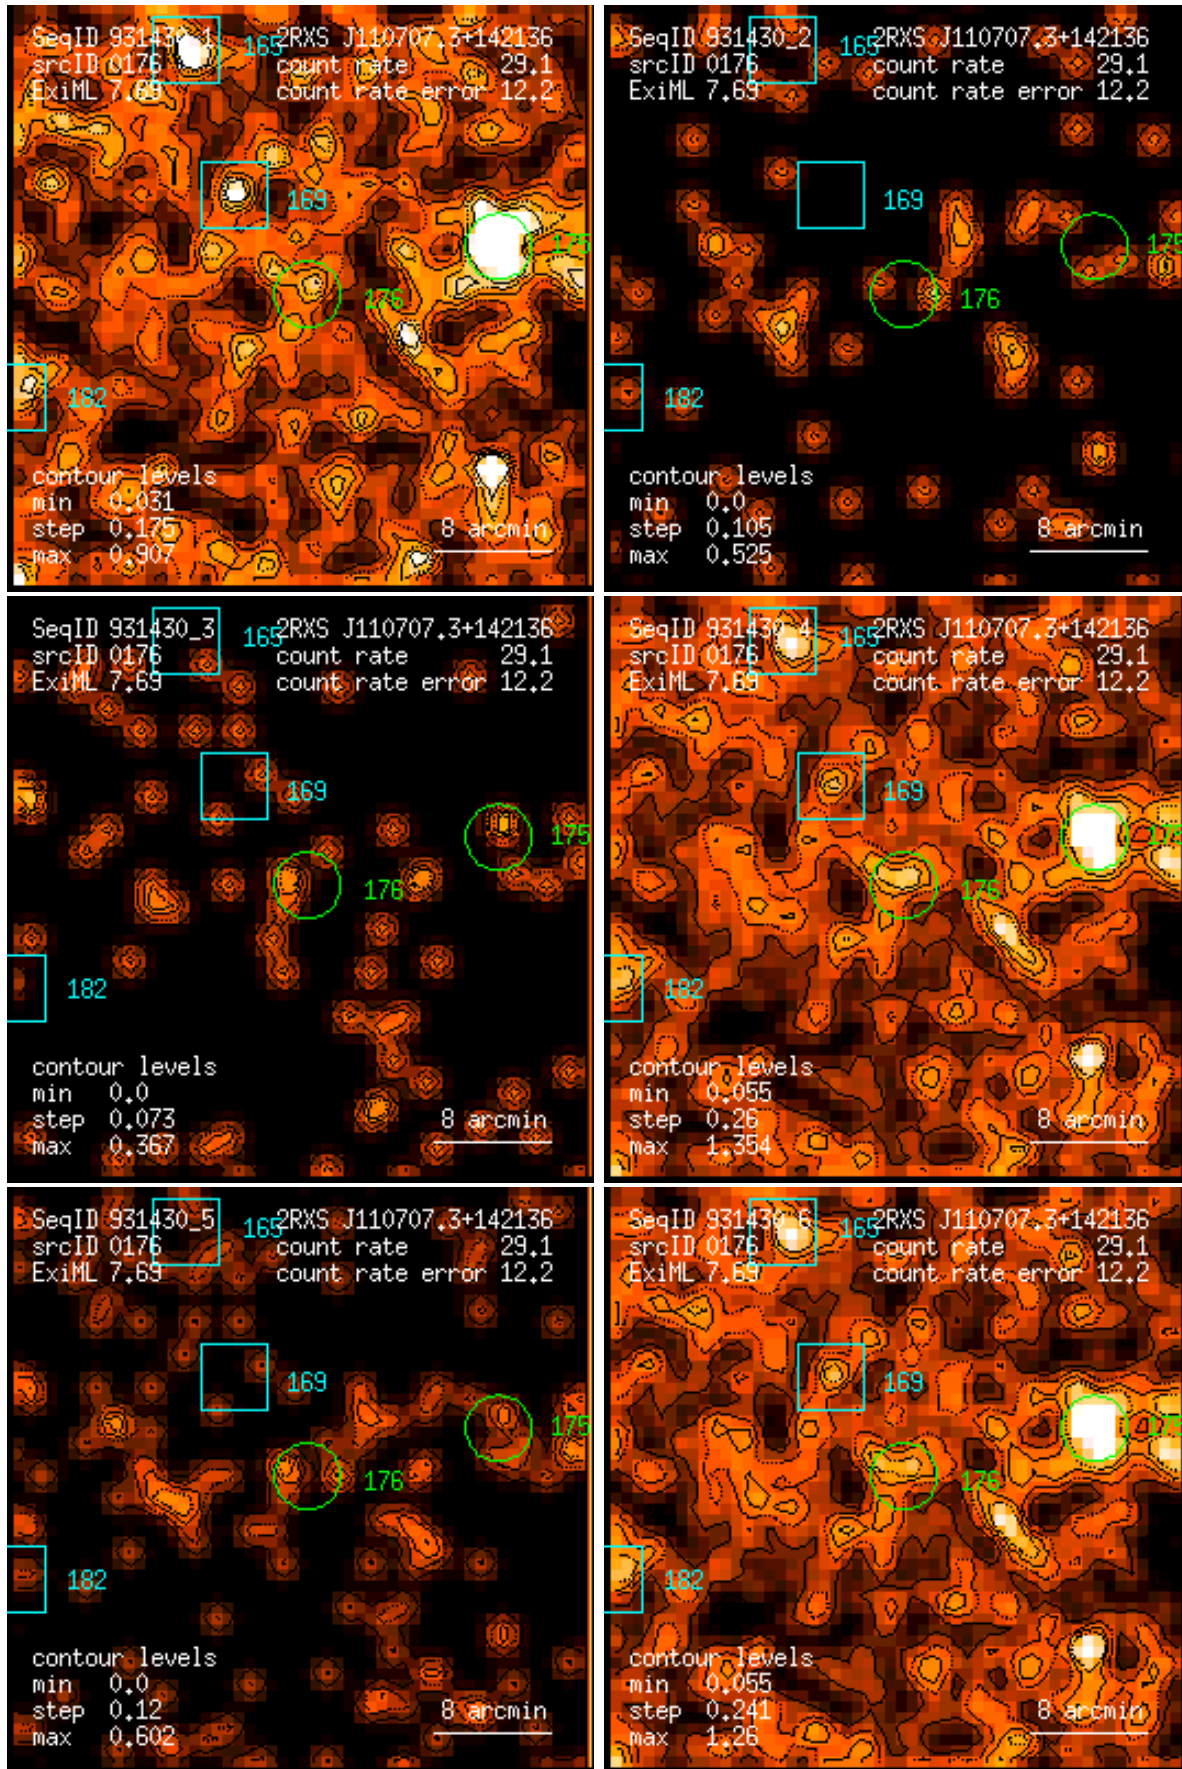 SeqID 931430_1 165 2RXS J110707.3+142136
srcID 0176 count rate 29.1
ExiML 7.69 count rate error 12.2
169
175
176
182
contour levels
min 0.031
step 0.175 8 arcmin
max 0.907
SeqID 931430_2 165 2RXS J110707.3+142136
srcID 0176 count rate 29.1
ExiML 7.69 count rate error 12.2
169
175
176
182
contour levels
min 0.0
step 0.105 8 arcmin
max 0.525
SeqID 931430_3 165 2RXS J110707.3+142136
srcID 0176 count rate 29.1
ExiML 7.69 count rate error 12.2
169
175
176
182
contour levels
min 0.0
step 0.073 8 arcmin
max 0.367
SeqID 931430_4 165 2RXS J110707.3+142136
srcID 0176 count rate 29.1
ExiML 7.69 count rate error 12.2
169
175
176
182
contour levels
min 0.055
step 0.26 8 arcmin
max 1.354
SeqID 931430_5 165 2RXS J110707.3+142136
srcID 0176 count rate 29.1
ExiML 7.69 count rate error 12.2
169
175
176
182
contour levels
min 0.0
step 0.12 8 arcmin
max 0.602
SeqID 931430_6 165 2RXS J110707.3+142136
srcID 0176 count rate 29.1
ExiML 7.69 count rate error 12.2
169
175
176
182
contour levels
min 0.055
step 0.241 8 arcmin
max 1.26